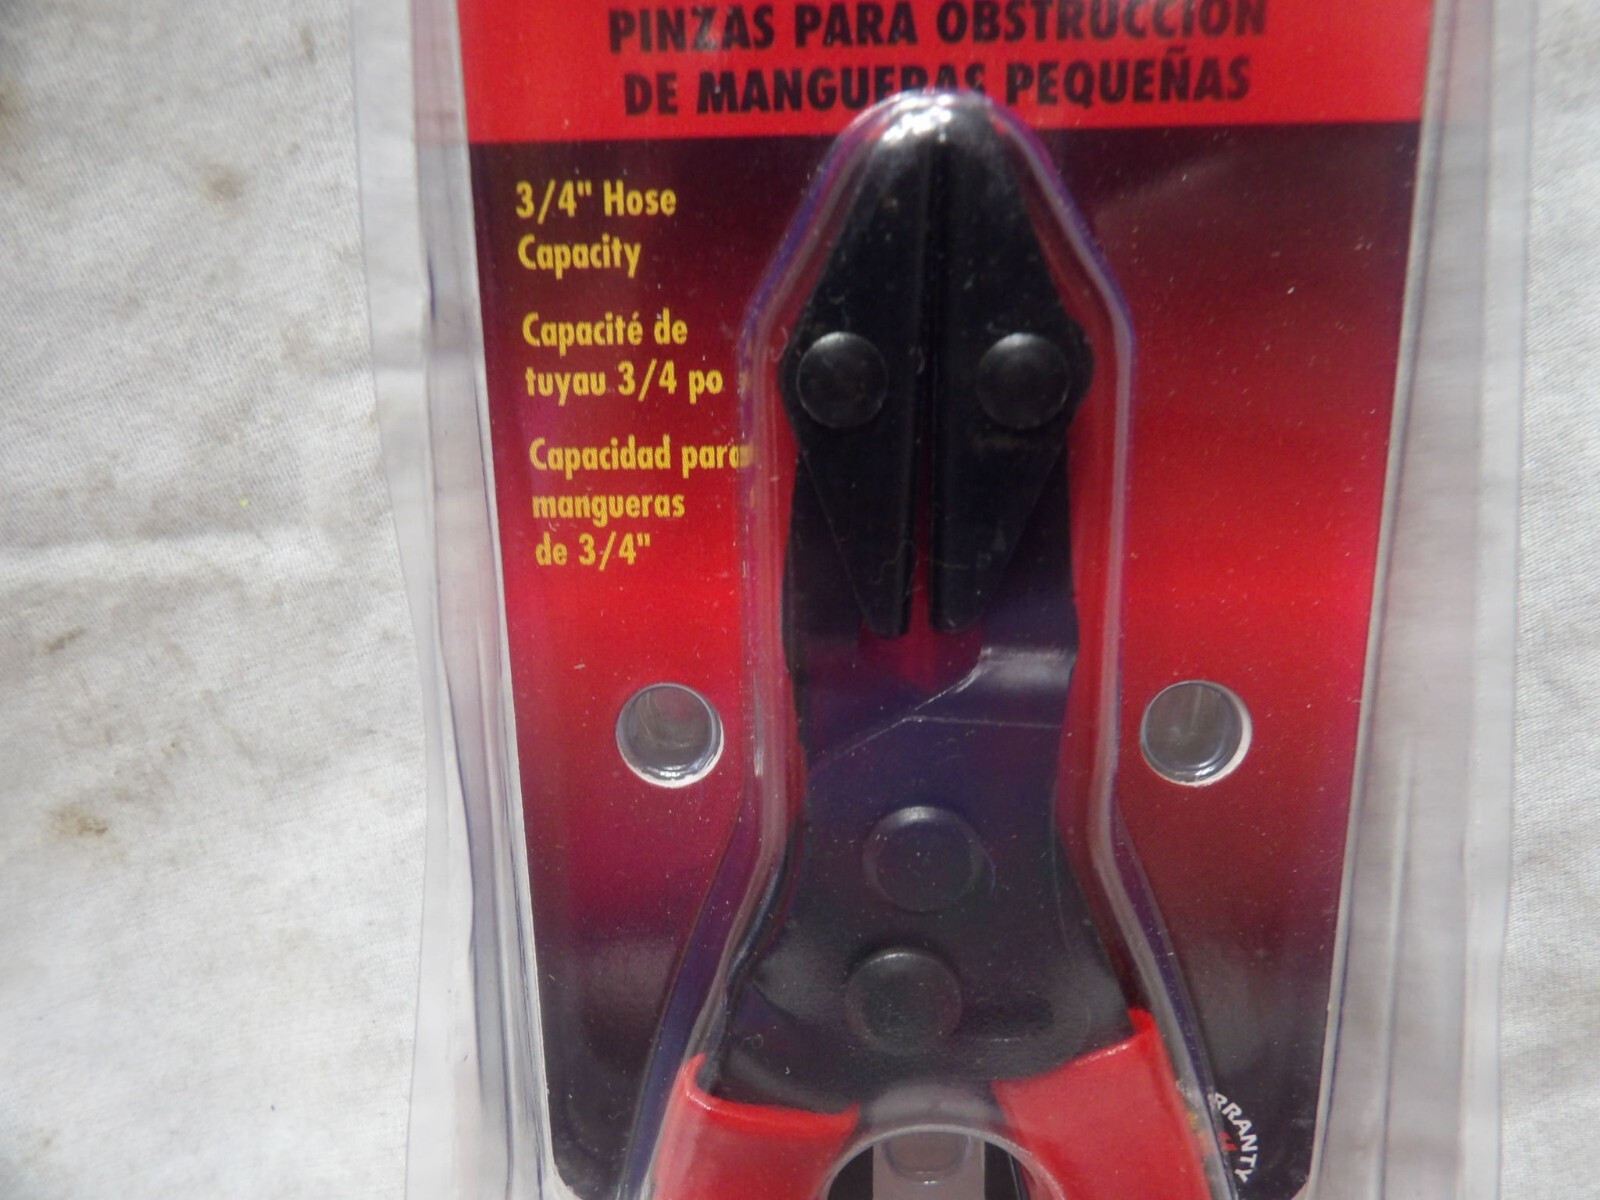 PINZAS PARA OBSTRUCCIÓN
DE MANGUERAS PEQUEÑAS
3/4" Hose
Capacity
Capacité de
tuyau 3/4 po
Capacidad para
mangueras
de 3/4"